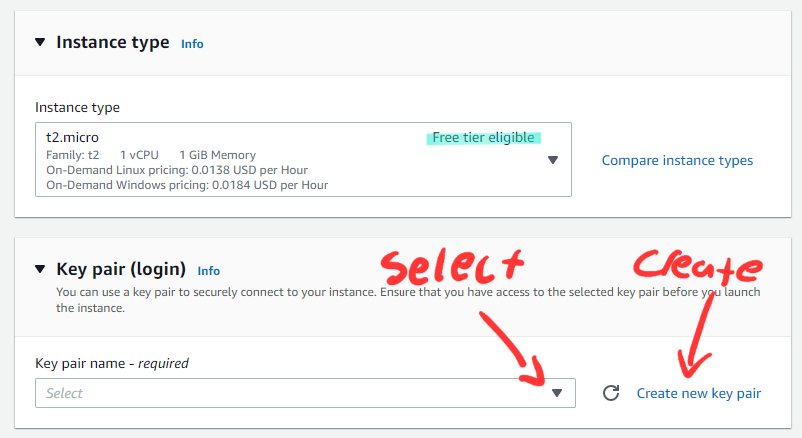 Instance type Info
Instance type
t2.micro Free tier eligible
Family: t2 1 vCPU 1 GiB Memory
On-Demand Linux pricing: 0.0138 USD per Hour
On-Demand Windows pricing: 0.0184 USD per Hour
Compare instance types
Key pair (login) Info
select
Create
You can use a key pair to securely connect to your instance. Ensure that you have access to the selected key pair before you launch
the instance.
Key pair name - required
Select
Create new key pair